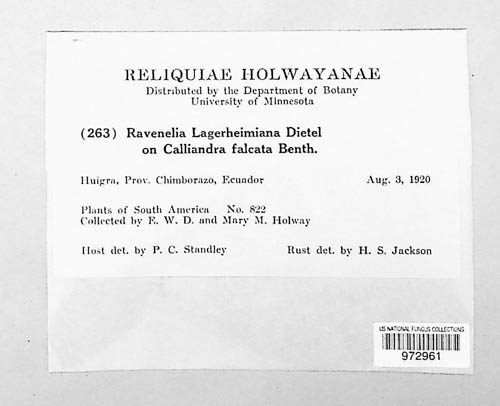 RELIQUIAE HOLWAYANAE
Distributed by the Department of Botany
University of Minnesota
(263) Ravenelia Lagerheimiana Dietel
on Calliandra falcata Benth.
Huigra, Prov. Chimborazo, Ecuador Aug. 3, 1920
Plants of South America No. 822
Collected by E. W. D. and Mary M. Holway
Host det. by P. C. Standley Rust det. by H. S. Jackson
US NATIONAL FUNGUS COLLECTIONS
972961